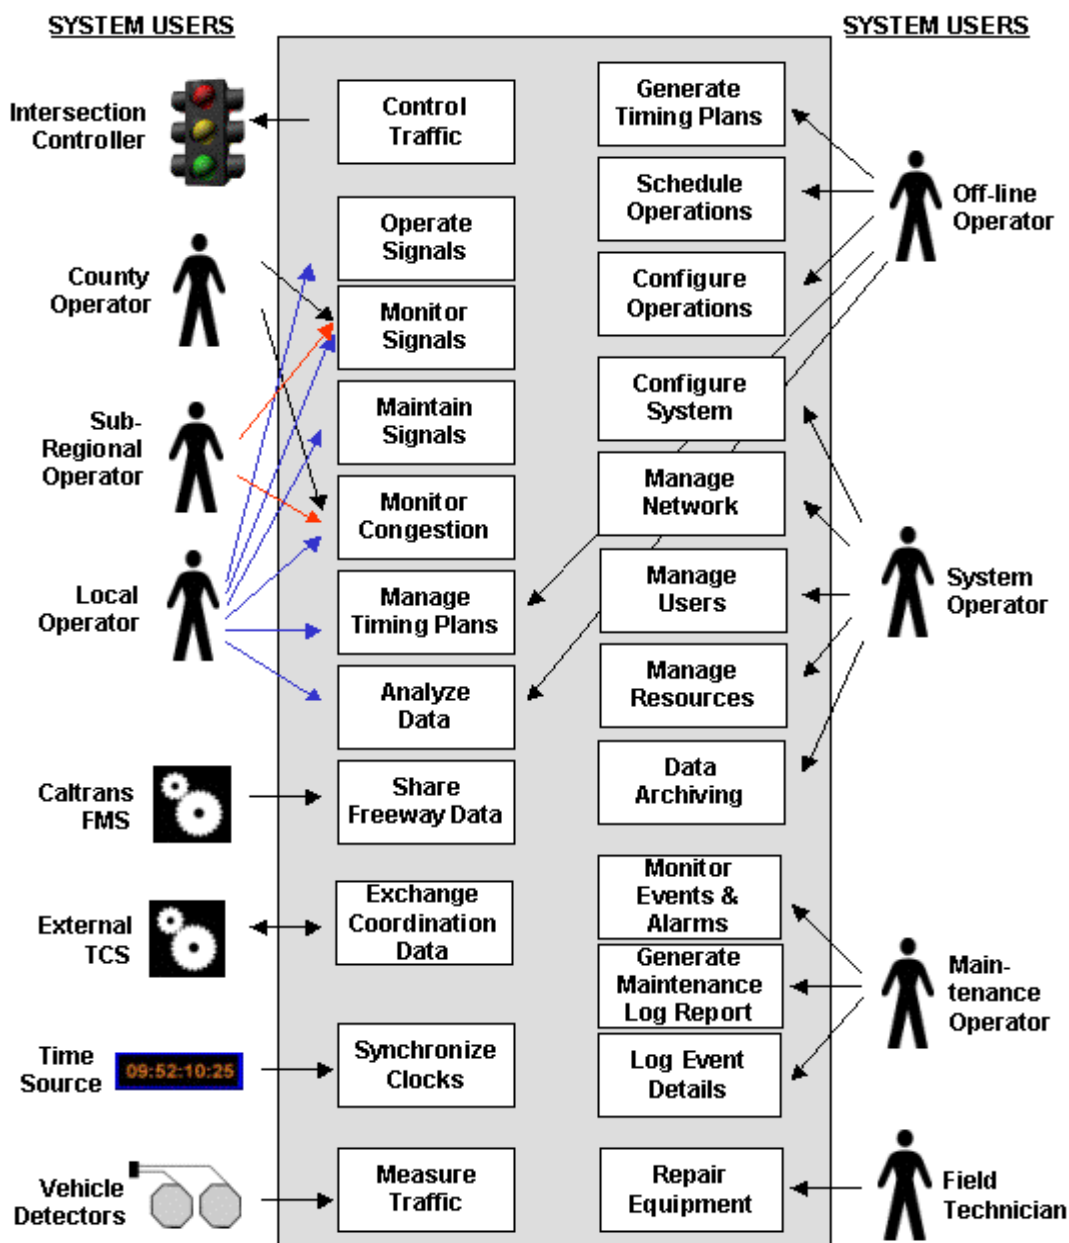 SYSTEM USERS
SYSTEM USERS
Intersection
Controller
County
Operator
Sub-
Regional
Operator
Local
Operator
Caltrans
FMS
External
TCS
Time
Source
09:52:10:25
Vehicle
Detectors
Control
Traffic
Operate
Signals
Monitor
Signals
Maintain
Signals
Monitor
Congestion
Manage
Timing Plans
Analyze
Data
Share
Freeway Data
Exchange
Coordination
Data
Synchronize
Clocks
Measure
Traffic
Generate
Timing Plans
Schedule
Operations
Configure
Operations
Configure
System
Manage
Network
Manage
Users
Manage
Resources
Data
Archiving
Monitor
Events &
Alarms
Generate
Maintenance
Log Report
Log Event
Details
Repair
Equipment
Off-line
Operator
System
Operator
Main-
tenance
Operator
Field
Technician